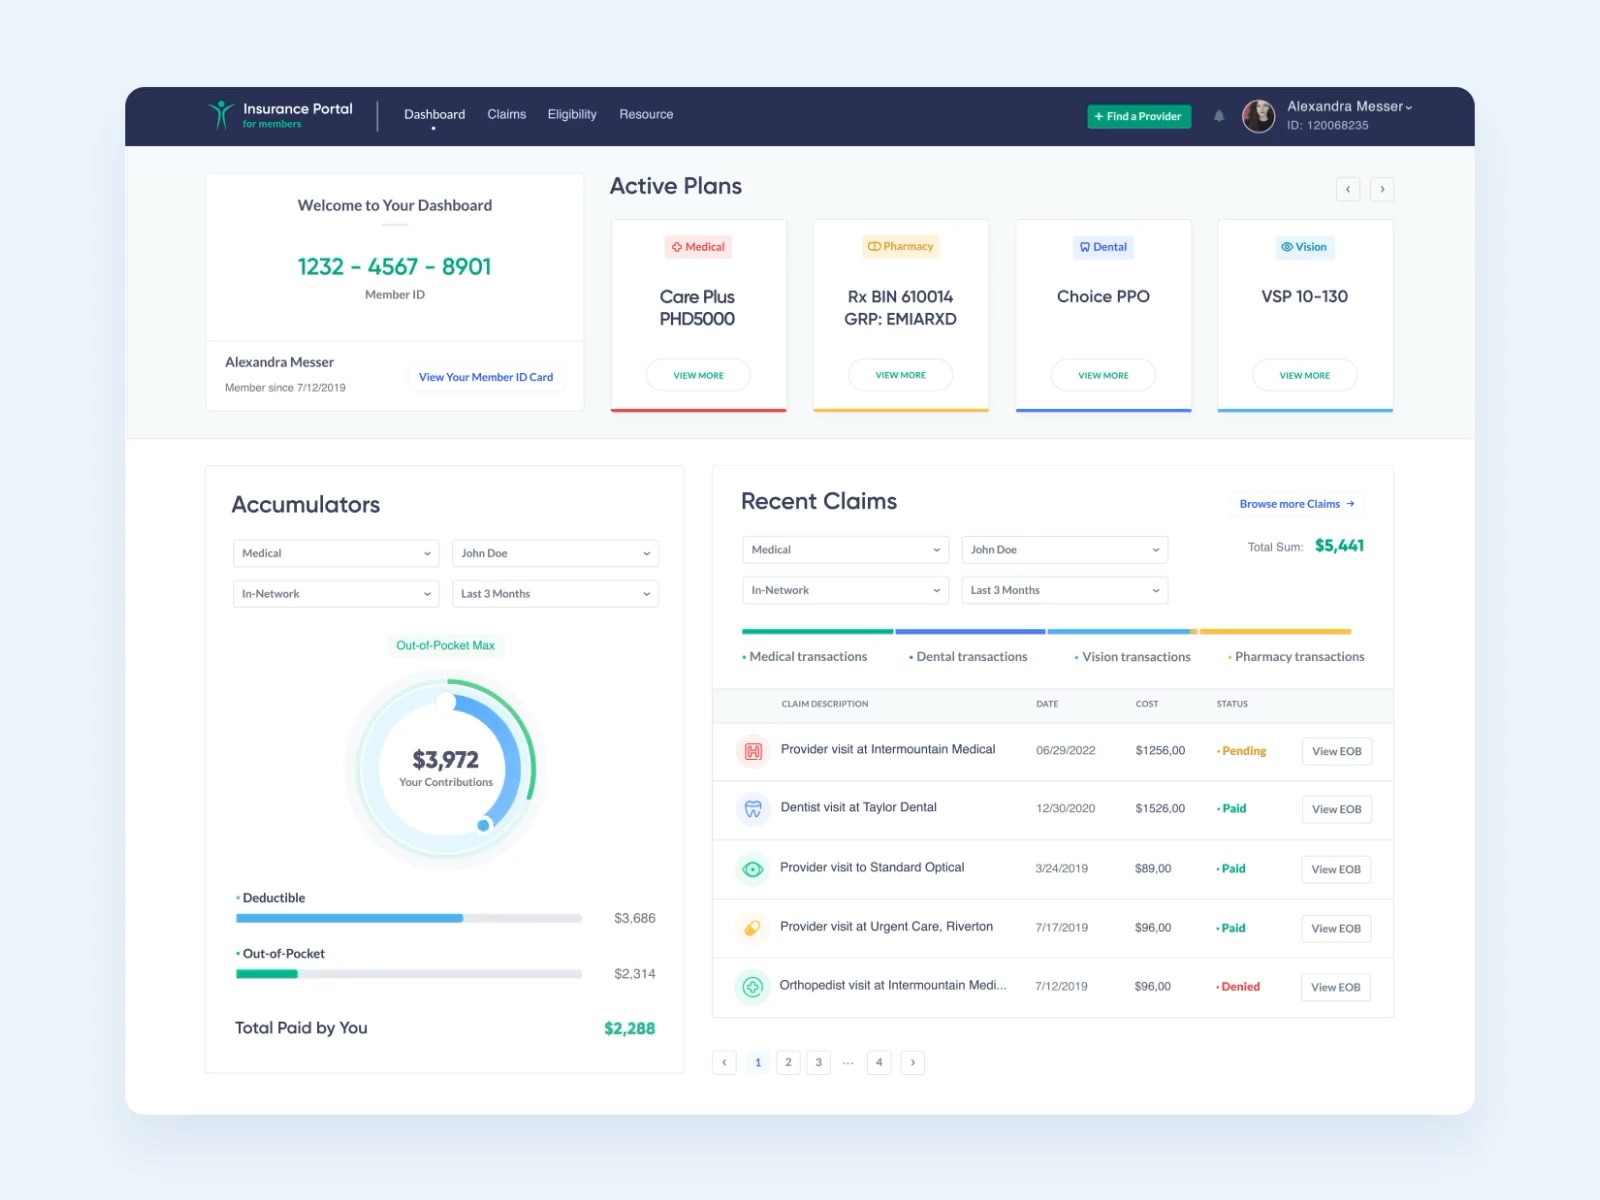 Insurance Portal
for members
Dashboard
Claims
Eligibility
Resource
+ Find a Provider
Alexandra Messer
ID: 120068235
Welcome to Your Dashboard
1232 - 4567 - 8901
Member ID
Alexandra Messer
Member since 7/12/2019
View Your Member ID Card
Active Plans
Medical
Care Plus
PHD5000
VIEW MORE
Pharmacy
Rx BIN 610014
GRP: EMIARXD
VIEW MORE
Dental
Choice PPO
VIEW MORE
Vision
VSP 10-130
VIEW MORE
Accumulators
Medical
John Doe
In-Network
Last 3 Months
Out-of-Pocket Max
$3,972
Your Contributions
Deductible
$3,686
Out-of-Pocket
$2,314
Total Paid by You
$2,288
Recent Claims
Browse more Claims →
Medical
John Doe
Total Sum: $5,441
In-Network
Last 3 Months
Medical transactions
Dental transactions
Vision transactions
Pharmacy transactions
CLAIM DESCRIPTION DATE COST STATUS
Provider visit at Intermountain Medical 06/29/2022 $1256,00 Pending View EOB
Dentist visit at Taylor Dental 12/30/2020 $1526,00 Paid View EOB
Provider visit to Standard Optical 3/24/2019 $89,00 Paid View EOB
Provider visit at Urgent Care, Riverton 7/17/2019 $96,00 Paid View EOB
Orthopedist visit at Intermountain Medi... 7/12/2019 $96,00 Denied View EOB
‹ 1 2 3 ... 4 ›